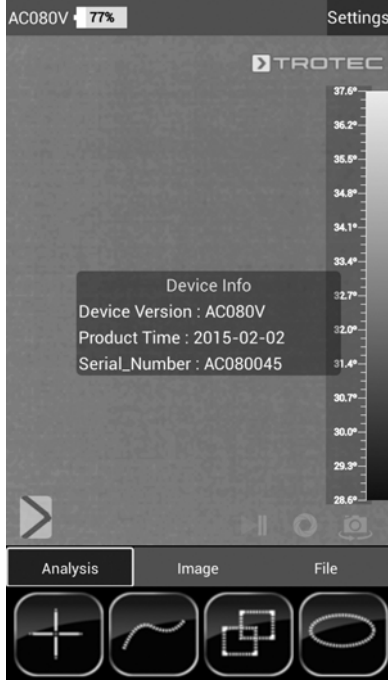 AC080V 77% Settings
TROTEC
37.6°
36.2°
35.5°
34.8°
34.1°
33.4°
Device Info
32.7°
Device Version : AC080V
Product Time : 2015-02-02
32.0°
Serial_Number : AC080045
31.4°
30.7°
30.0°
29.3°
28.6°
Analysis Image File